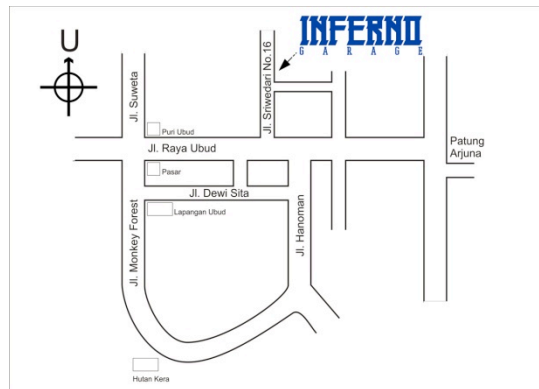 INFERNO
GARAGE
U
Jl. Suweta
Jl. Sriwedari No.16
Puri Ubud
Jl. Raya Ubud
Patung
Arjuna
Pasar
Jl. Dewi Sita
Lapangan Ubud
Jl. Monkey Forest
Jl. Hanoman
Hutan Kera